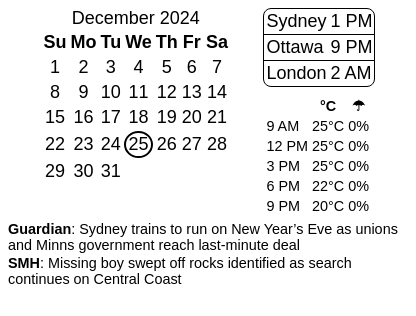 December 2024
Su Mo Tu We Th Fr Sa
1 2 3 4 5 6 7
8 9 10 11 12 13 14
15 16 17 18 19 20 21
22 23 24 25 26 27 28
29 30 31
Sydney 1 PM
Ottawa 9 PM
London 2 AM
°C ☂
9 AM 25°C 0%
12 PM 25°C 0%
3 PM 25°C 0%
6 PM 22°C 0%
9 PM 20°C 0%
Guardian: Sydney trains to run on New Year’s Eve as unions
and Minns government reach last-minute deal
SMH: Missing boy swept off rocks identified as search
continues on Central Coast